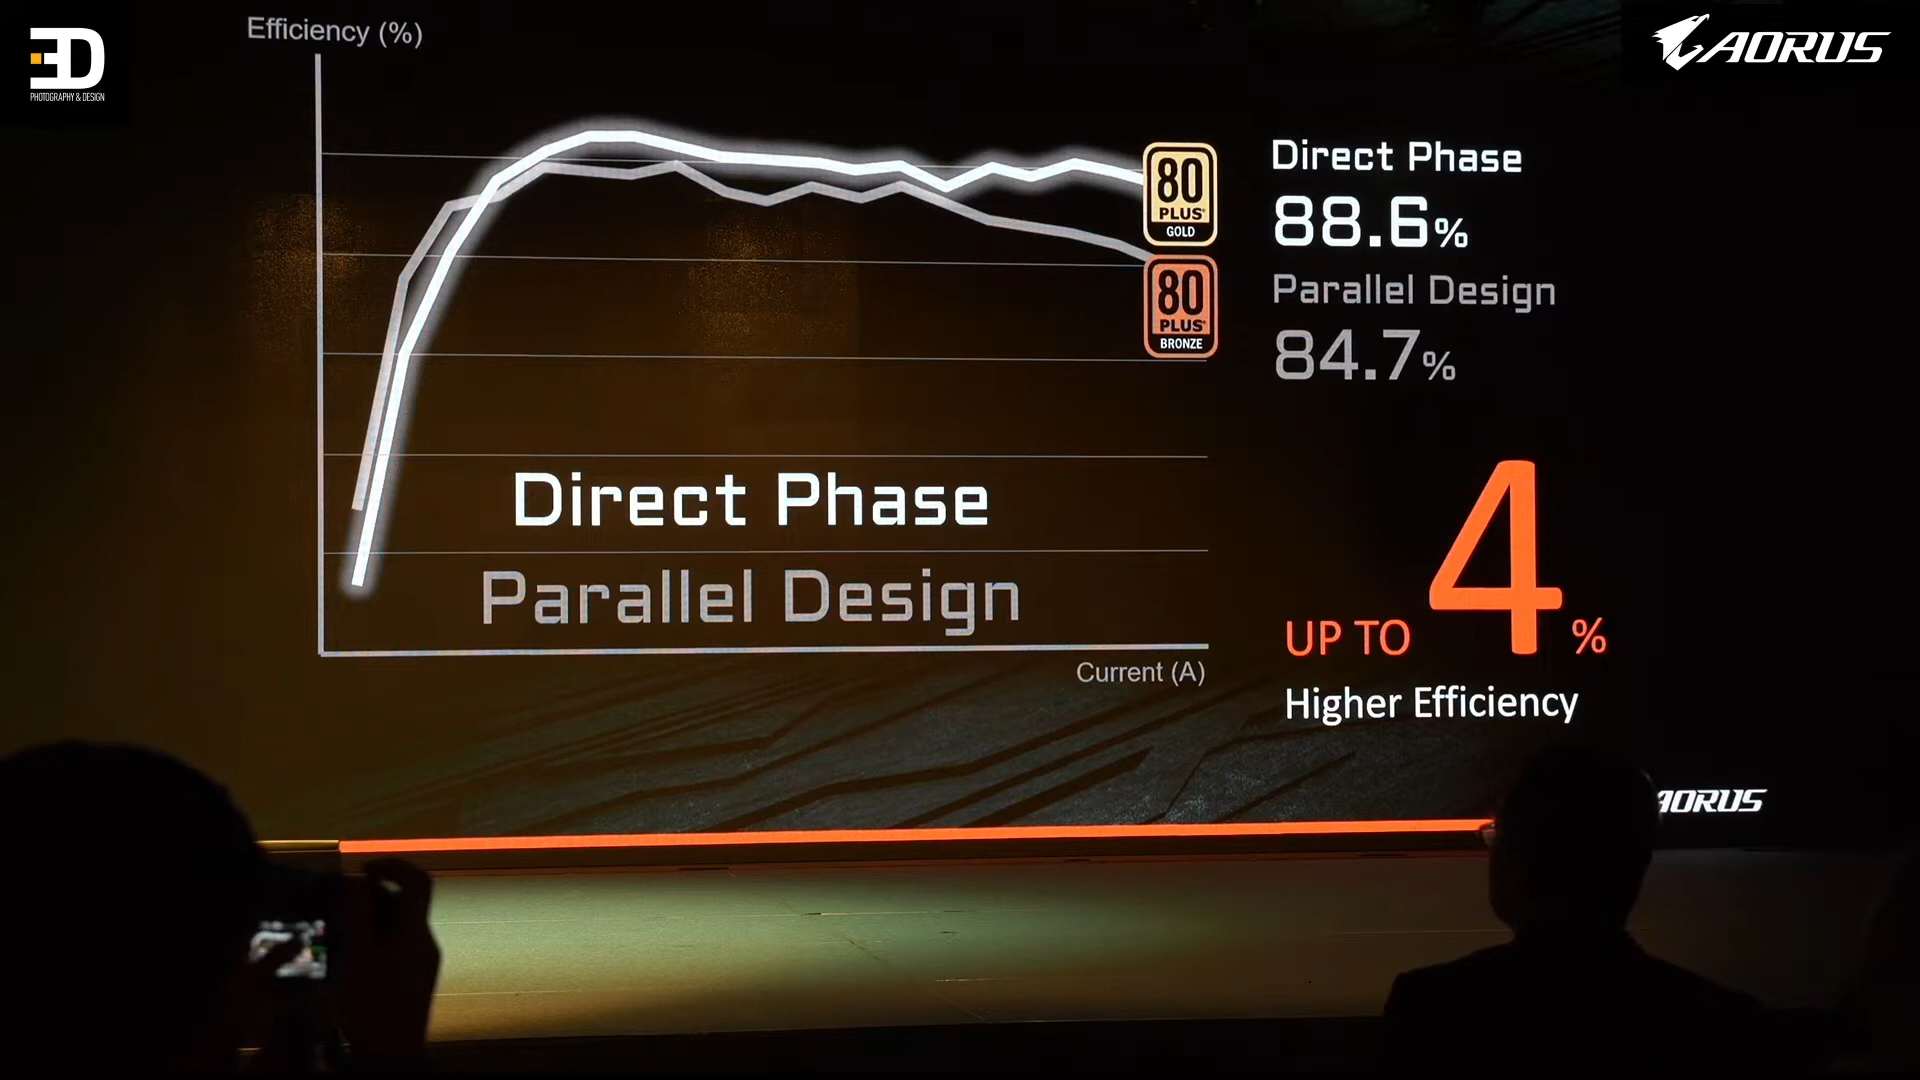 3D
PHOTOGRAPHY & DESIGN
AORUS
Efficiency (%)
80
PLUS®
GOLD
80
PLUS®
BRONZE
Direct Phase
88.6%
Parallel Design
84.7%
Direct Phase
Parallel Design
Current (A)
UP TO 4 %
Higher Efficiency
AORUS